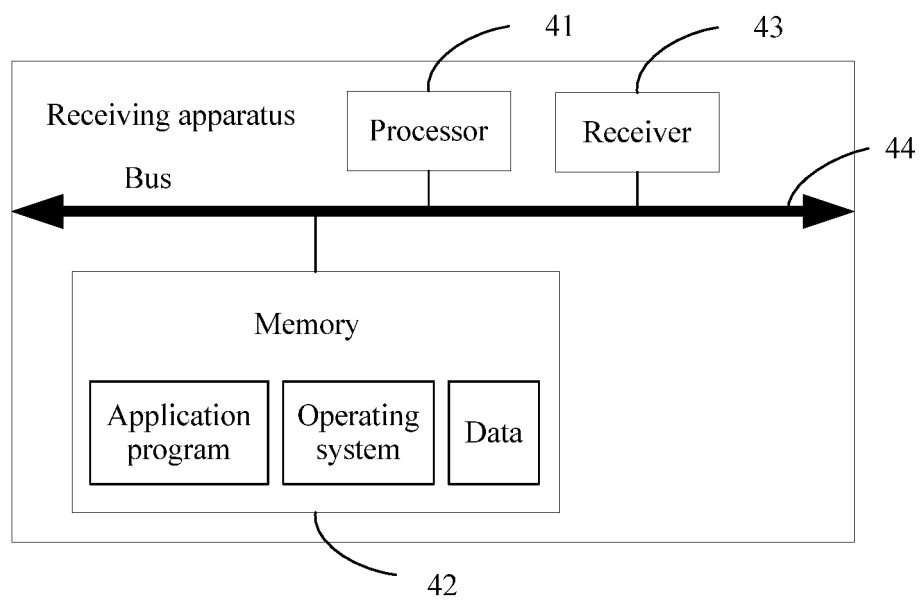 41
43
Receiving apparatus
Processor
Receiver
44
Bus
Memory
Application
program
Operating
system
Data
42